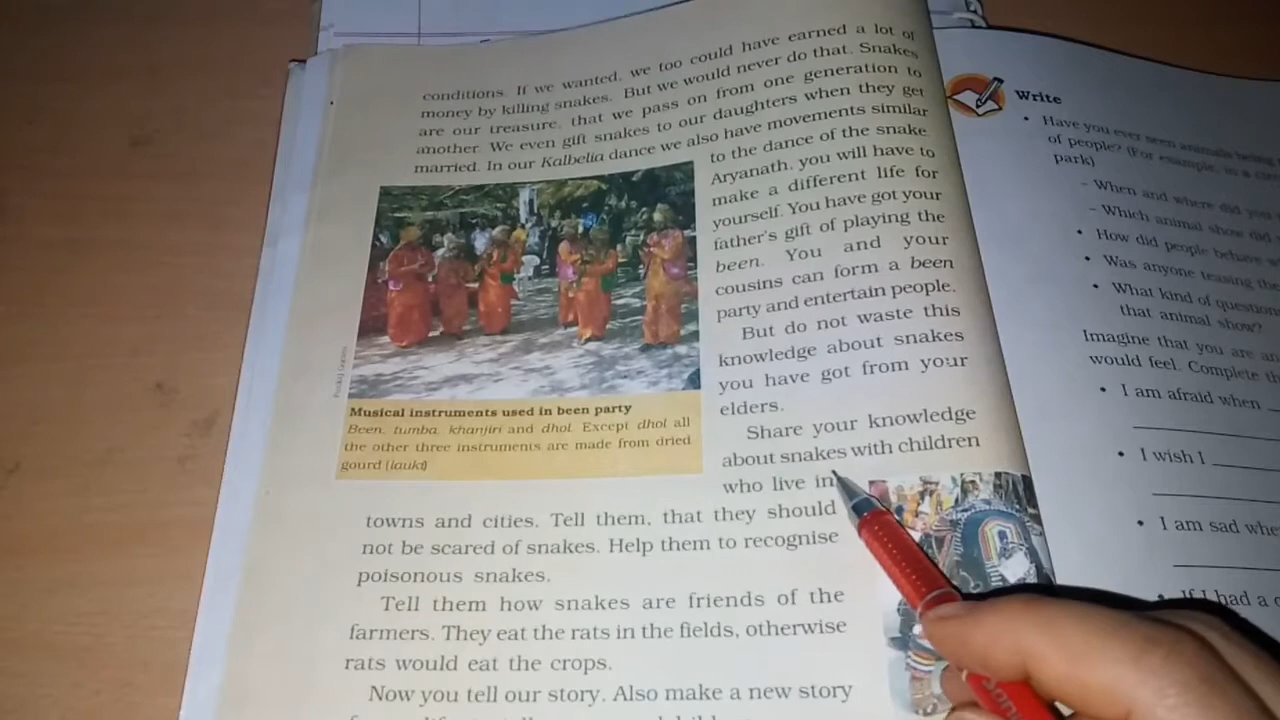 conditions. If we wanted, we too could have earned a lot of
money by killing snakes. But we would never do that. Snakes
are our treasure, that we pass on from one generation to
another. We even gift snakes to our daughters when they get
married. In our Kalbelia dance we also have movements similar
to the dance of the snake.
Aryanath, you will have to
make a different life for
yourself. You have got your
father's gift of playing the
been. You and your
cousins can form a been
party and entertain people.
But do not waste this
knowledge about snakes
you have got from your
elders.
Share your knowledge
about snakes with children
who live in
Musical instruments used in been party
Been, tumba, khanjiri and dhol. Except dhol all
the other three instruments are made from dried
gourd (lauki)
towns and cities. Tell them, that they should
not be scared of snakes. Help them to recognise
poisonous snakes.
Tell them how snakes are friends of the
farmers. They eat the rats in the fields, otherwise
rats would eat the crops.
Now you tell our story. Also make a new story
Write
• Have you ever seen animals being
of people? (For example, in a
park)
– When and where did you
– Which animal show did
• How did people behave
• Was anyone teasing the
• What kind of questions
that animal show?
Imagine that you are an
would feel. Complete the
• I am afraid when
• I wish I
• I am sad
• If I had a